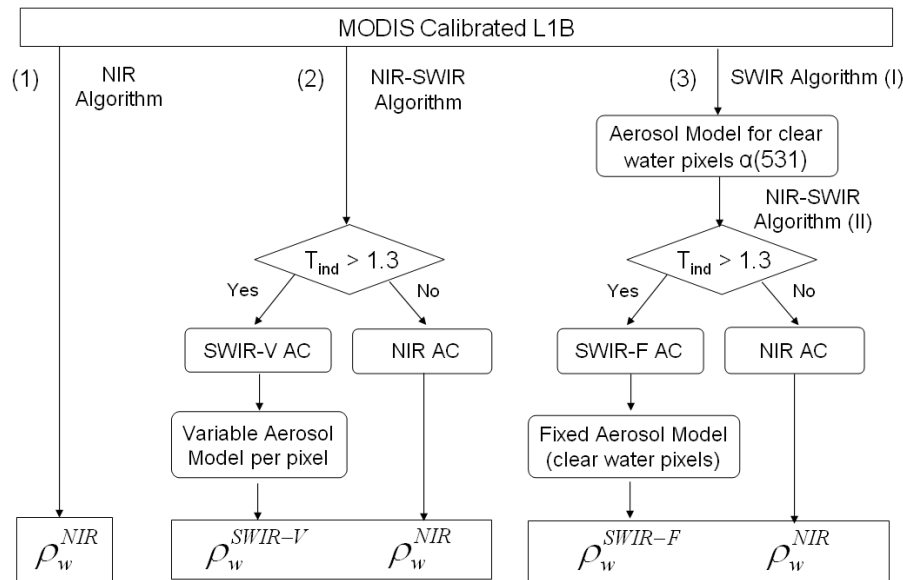 MODIS Calibrated L1B
(1)
NIR
Algorithm
(2)
NIR-SWIR
Algorithm
(3)
SWIR Algorithm (I)
Aerosol Model for clear
water pixels α(531)
NIR-SWIR
Algorithm (II)
T_ind > 1.3
Yes
No
SWIR-V AC
NIR AC
Variable Aerosol
Model per pixel
T_ind > 1.3
Yes
No
SWIR-F AC
NIR AC
Fixed Aerosol Model
(clear water pixels)
ρ_w^NIR
ρ_w^SWIR–V
ρ_w^NIR
ρ_w^SWIR–F
ρ_w^NIR